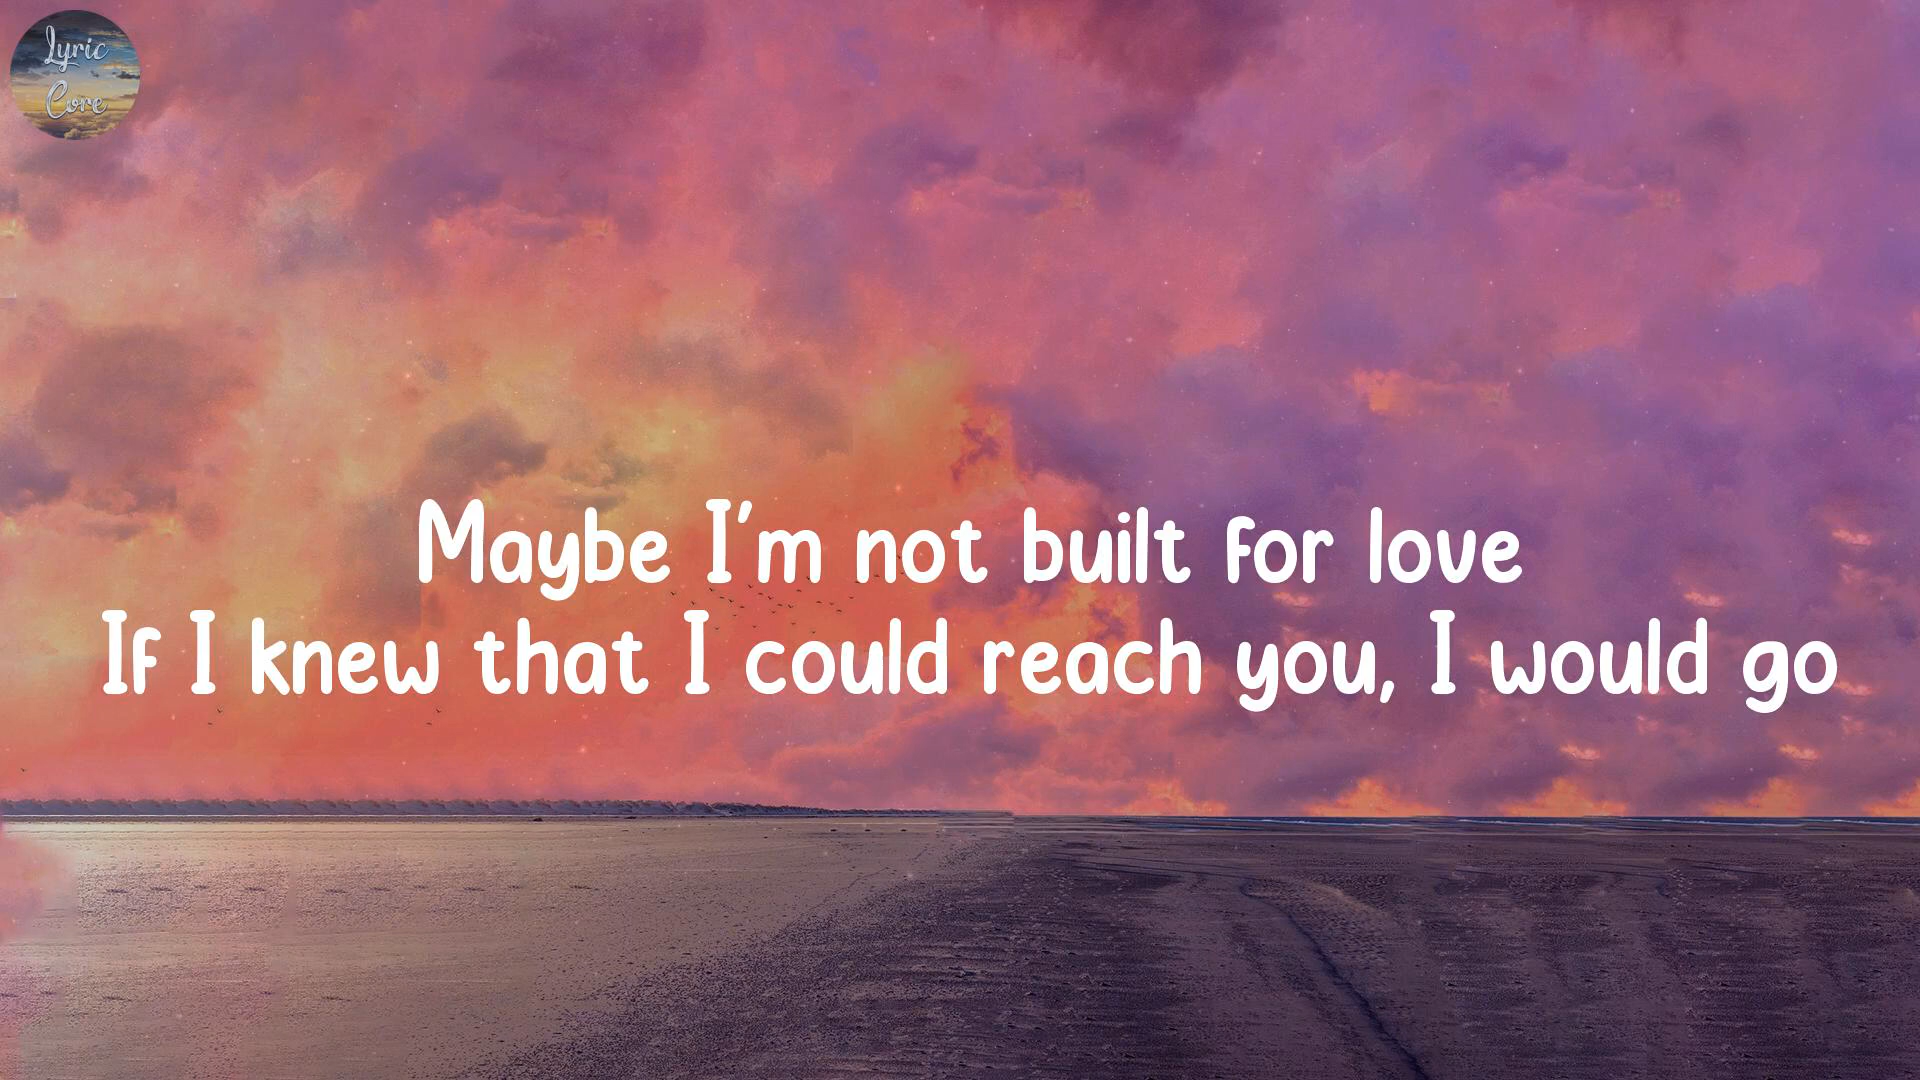 Lyric
Core
Maybe I'm not built for love
If I knew that I could reach you, I would go